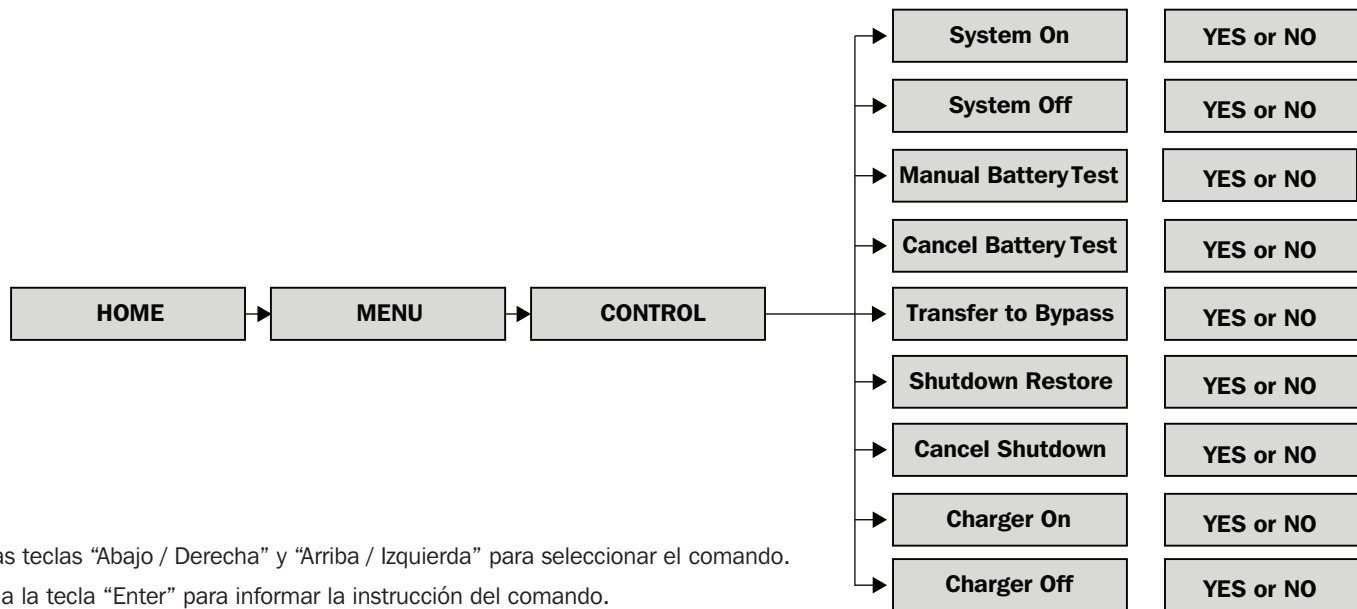 System On YES or NO
System Off YES or NO
Manual Battery Test YES or NO
Cancel Battery Test YES or NO
HOME MENU CONTROL Transfer to Bypass YES or NO
Shutdown Restore YES or NO
Cancel Shutdown YES or NO
Charger On YES or NO
as teclas “Abajo / Derecha” y “Arriba / Izquierda” para seleccionar el comando.
Charger Off YES or NO
a la tecla “Enter” para informar la instrucción del comando.